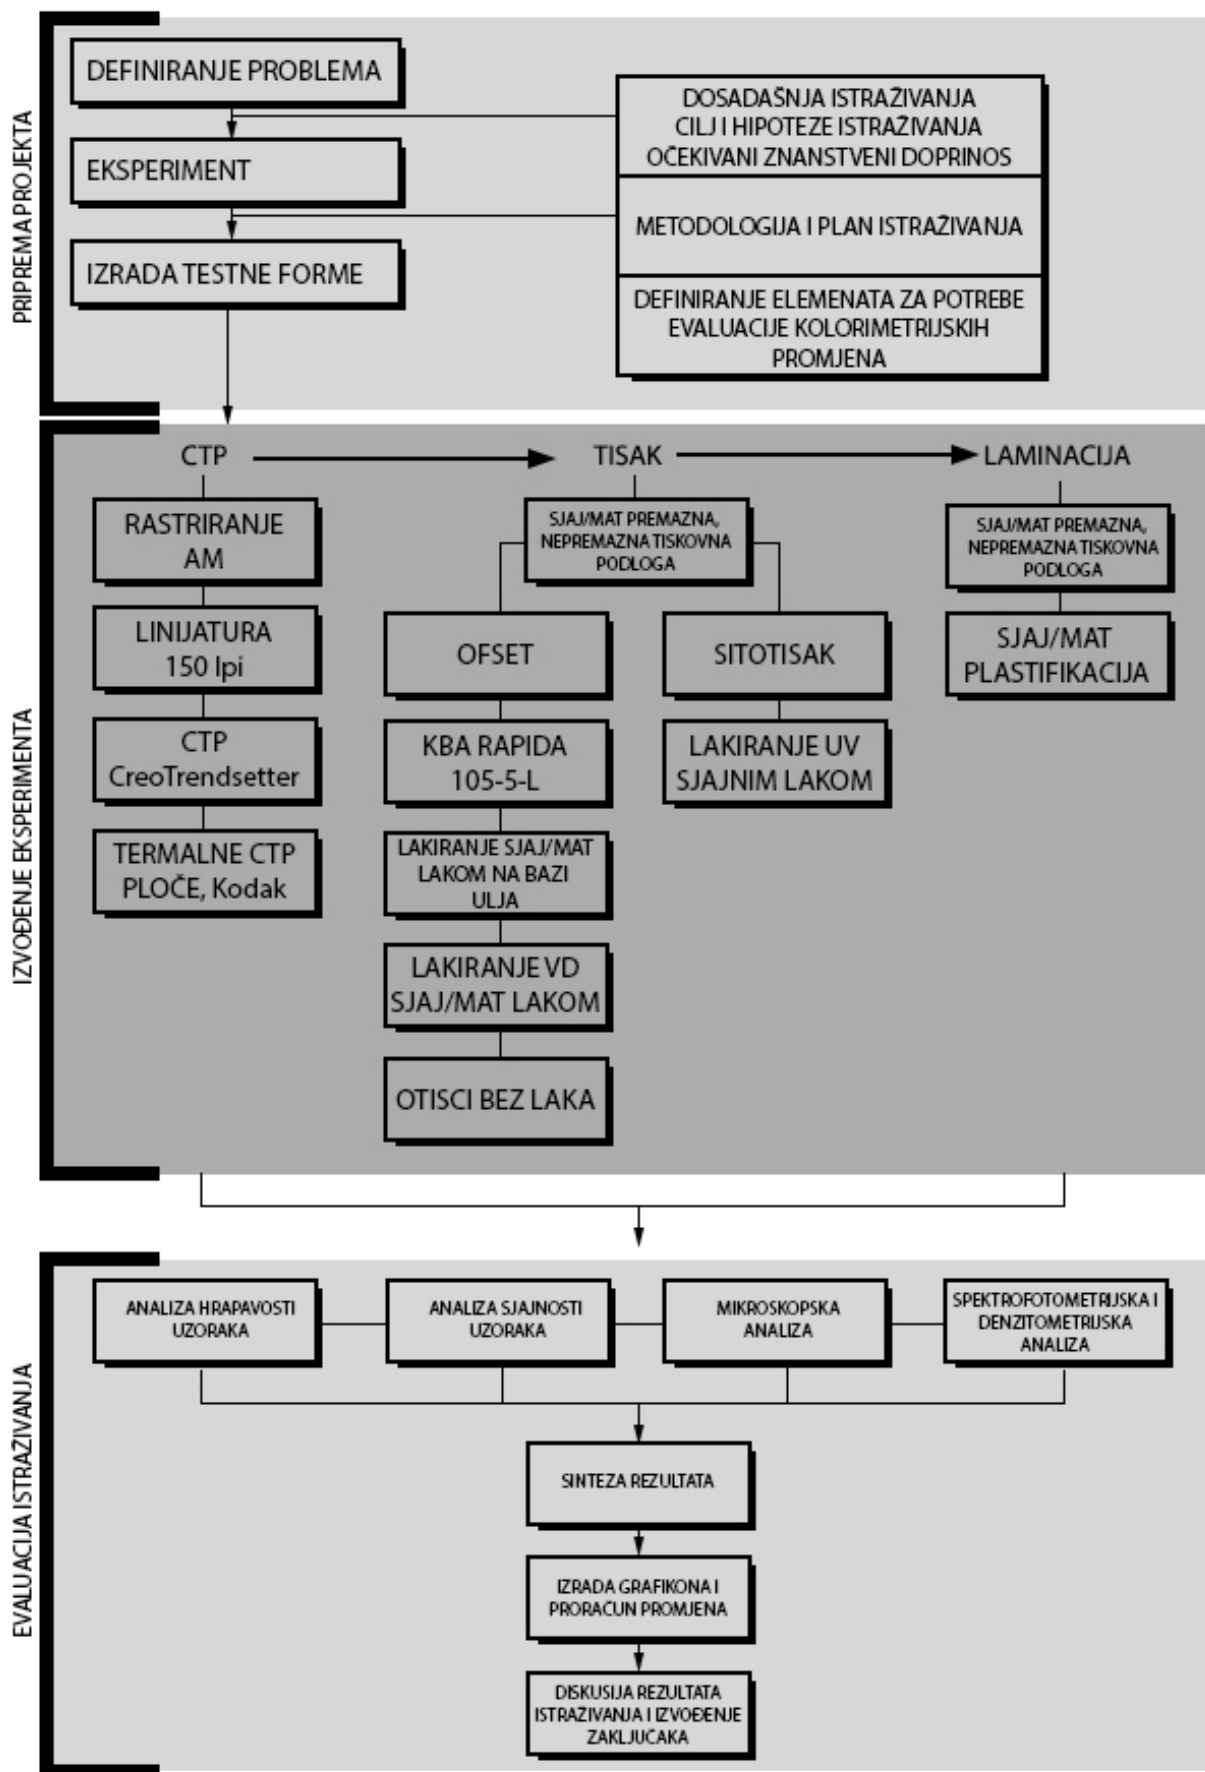 PRIPREMA PROJEKTA
DEFINIRANJE PROBLEMA
EKSPERIMENT
IZRADA TESTNE FORME
DOSADAŠNJA ISTRAŽIVANJA
CILJ I HIPOTEZE ISTRAŽIVANJA
OČEKIVANI ZNANSTVENI DOPRINOS
METODOLOGIJA I PLAN ISTRAŽIVANJA
DEFINIRANJE ELEMENATA ZA POTREBE
EVALUACIJE KOLORIMETRIJSKIH
PROMJENA
IZVOĐENJE EKSPERIMENTA
CTP
RASTRIRANJE
AM
LINIJATURA
150 lpi
CTP
CreoTrendsetter
TERMALNE CTP
PLOČE, Kodak
TISAK
SJAJ/MAT PREMAZNA,
NEPREMAZNA TISKOVNA
PODLOGA
OFSET
KBA RAPIDA
105-5-L
LAKIRANJE SJAJ/MAT
LAKOM NA BAZI
ULJA
LAKIRANJE VD
SJAJ/MAT LAKOM
OTISCI BEZ LAKA
SITOTISAK
LAKIRANJE UV
SJAJNIM LAKOM
LAMINACIJA
SJAJ/MAT PREMAZNA,
NEPREMAZNA TISKOVNA
PODLOGA
SJAJ/MAT
PLASTIFIKACIJA
EVALUACIJA ISTRAŽIVANJA
ANALIZA HRAPAVOSTI
UZORAKA
ANALIZA SJAJNOSTI
UZORAKA
MIKROSKOPSKA
ANALIZA
SPEKTROFOTOMETRIJSKA I
DENZITOMETRIJSKA
ANALIZA
SINTEZA REZULTATA
IZRADA GRAFIKONA I
PRORAČUN PROMJENA
DISKUSIJA REZULTATA
ISTRAŽIVANJA I IZVOĐENJE
ZAKLJUČAKA